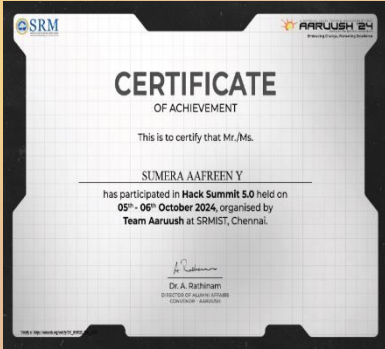 SRM
AARUUSH '24
CERTIFICATE
OF ACHIEVEMENT
This is to certify that Mr./Ms.
SUMERA AAFREEN Y
has participated in Hack Summit 5.0 held on
05th - 06th October 2024, organised by
Team Aaruush at SRMIST, Chennai.
Dr. A. Rathinam
DIRECTOR OF ALUMNI AFFAIRS
CONVENOR - AARUUSH